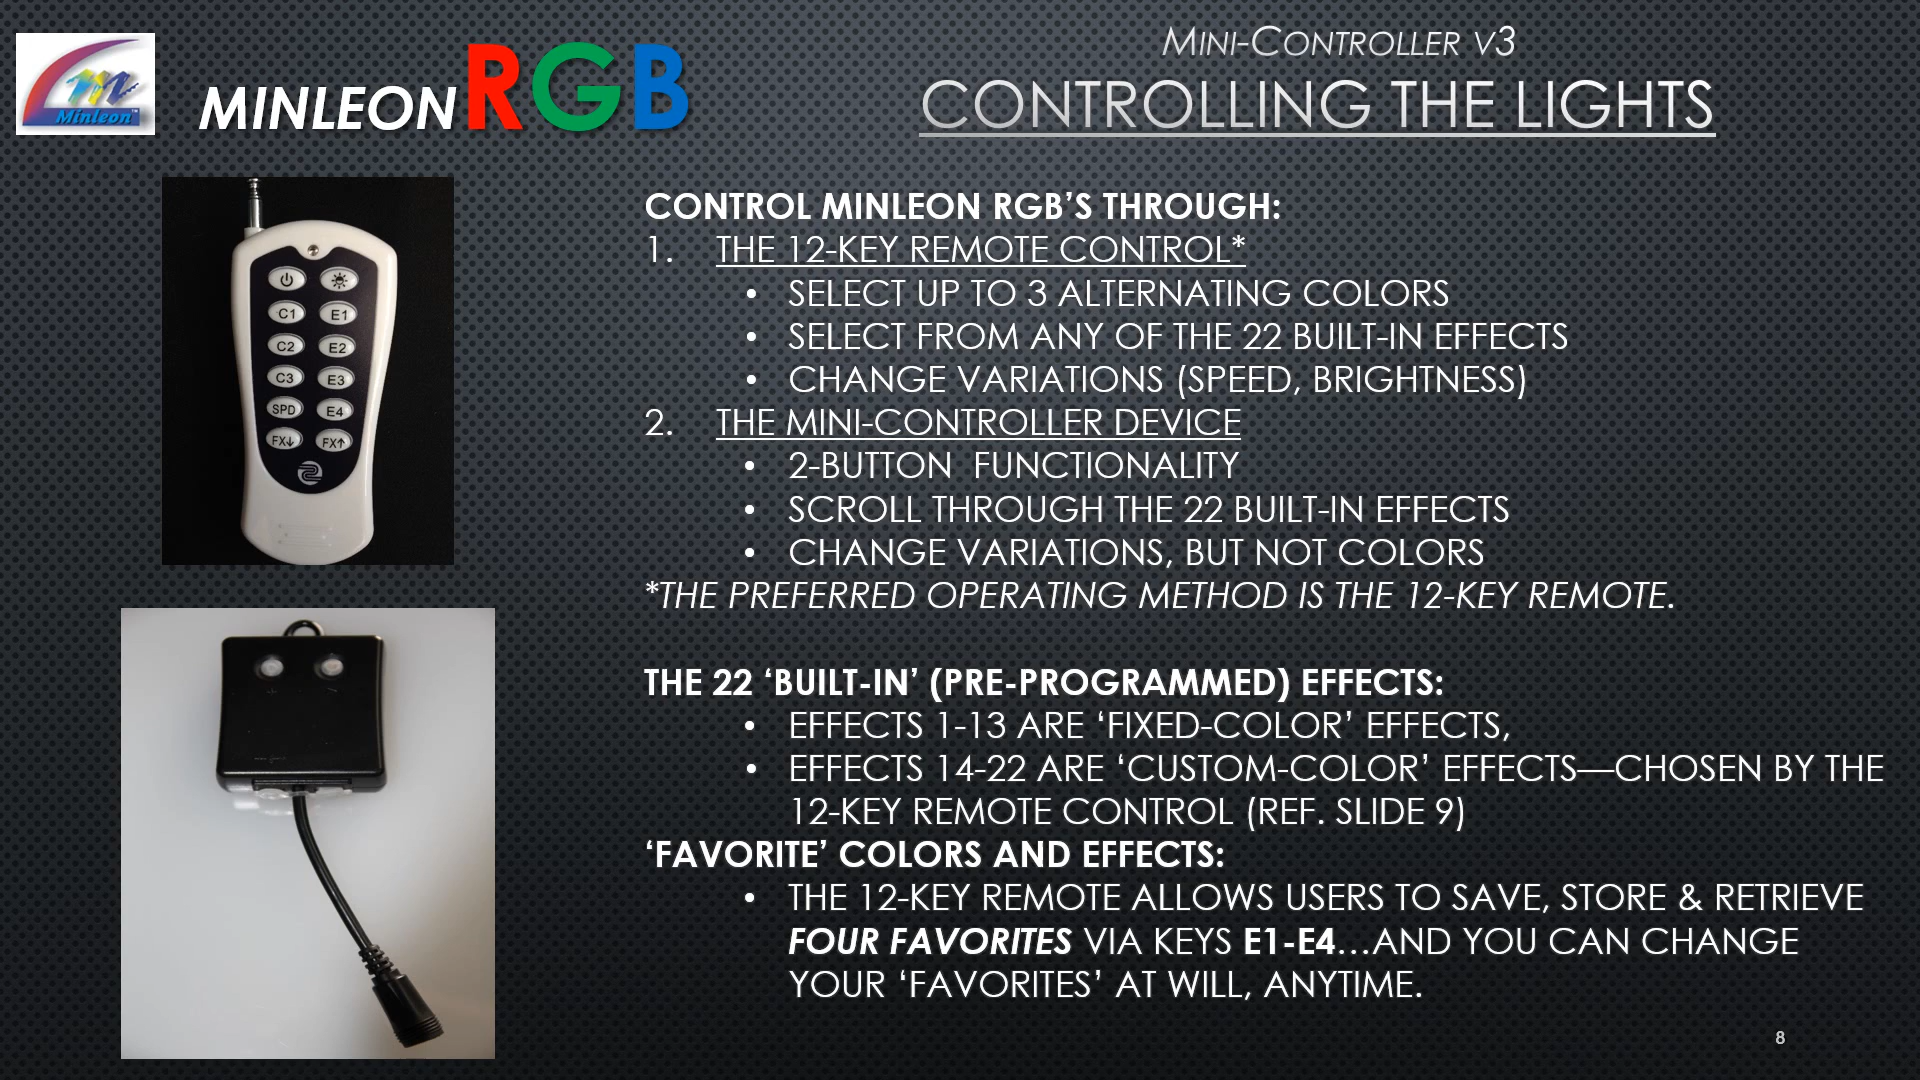 Minleon™
MINLEON RGB
MINI-CONTROLLER V3
CONTROLLING THE LIGHTS
C1 E1
C2 E2
C3 E3
SPD E4
FX↓ FX↑
CONTROL MINLEON RGB’S THROUGH:
1. THE 12-KEY REMOTE CONTROL*
• SELECT UP TO 3 ALTERNATING COLORS
• SELECT FROM ANY OF THE 22 BUILT-IN EFFECTS
• CHANGE VARIATIONS (SPEED, BRIGHTNESS)
2. THE MINI-CONTROLLER DEVICE
• 2-BUTTON  FUNCTIONALITY
• SCROLL THROUGH THE 22 BUILT-IN EFFECTS
• CHANGE VARIATIONS, BUT NOT COLORS
*THE PREFERRED OPERATING METHOD IS THE 12-KEY REMOTE.
THE 22 ‘BUILT-IN’ (PRE-PROGRAMMED) EFFECTS:
• EFFECTS 1-13 ARE ‘FIXED-COLOR’ EFFECTS,
• EFFECTS 14-22 ARE ‘CUSTOM-COLOR’ EFFECTS—CHOSEN BY THE
12-KEY REMOTE CONTROL (REF. SLIDE 9)
‘FAVORITE’ COLORS AND EFFECTS:
• THE 12-KEY REMOTE ALLOWS USERS TO SAVE, STORE & RETRIEVE
FOUR FAVORITES VIA KEYS E1-E4…AND YOU CAN CHANGE
YOUR ‘FAVORITES’ AT WILL, ANYTIME.
8